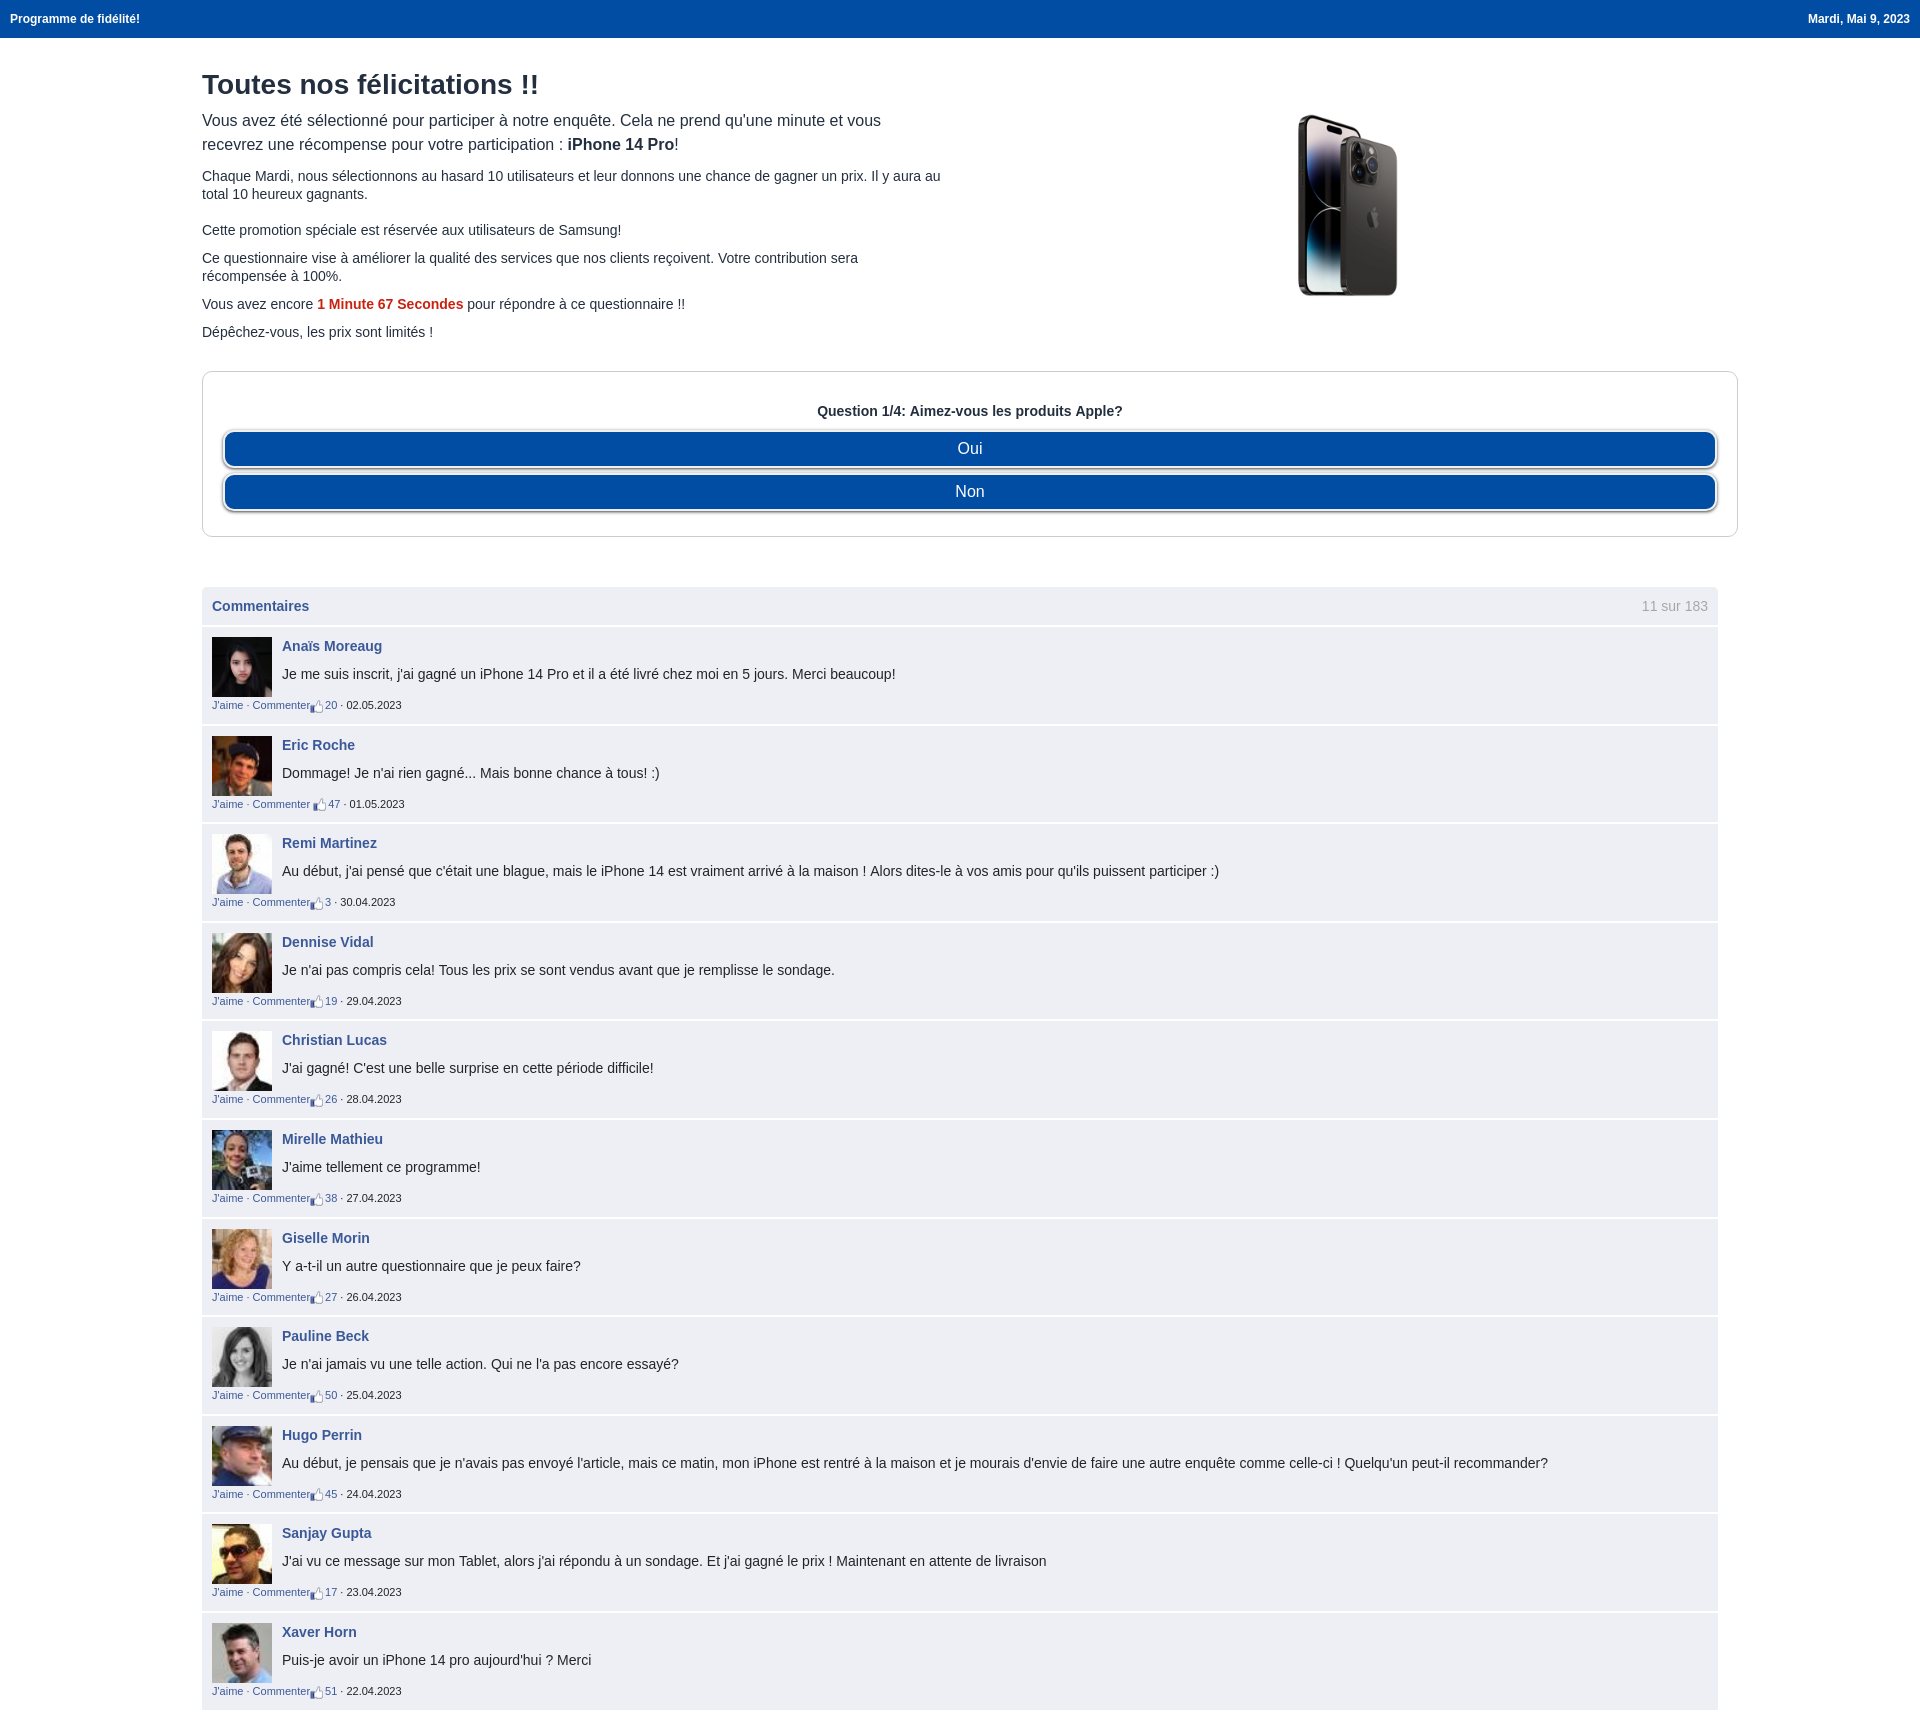 Programme de fidélité!
Mardi, Mai 9, 2023
Toutes nos félicitations !!
Vous avez été sélectionné pour participer à notre enquête. Cela ne prend qu'une minute et vous
recevrez une récompense pour votre participation : iPhone 14 Pro!
Chaque Mardi, nous sélectionnons au hasard 10 utilisateurs et leur donnons une chance de gagner un prix. Il y aura au
total 10 heureux gagnants.
Cette promotion spéciale est réservée aux utilisateurs de Samsung!
Ce questionnaire vise à améliorer la qualité des services que nos clients reçoivent. Votre contribution sera
récompensée à 100%.
Vous avez encore 1 Minute 67 Secondes pour répondre à ce questionnaire !!
Dépêchez-vous, les prix sont limités !
Question 1/4: Aimez-vous les produits Apple?
Oui
Non
Commentaires
11 sur 183
Anaïs Moreaug
Je me suis inscrit, j'ai gagné un iPhone 14 Pro et il a été livré chez moi en 5 jours. Merci beaucoup!
J'aime · Commenter 20 · 02.05.2023
Eric Roche
Dommage! Je n'ai rien gagné... Mais bonne chance à tous! :)
J'aime · Commenter 47 · 01.05.2023
Remi Martinez
Au début, j'ai pensé que c'était une blague, mais le iPhone 14 est vraiment arrivé à la maison ! Alors dites-le à vos amis pour qu'ils puissent participer :)
J'aime · Commenter 3 · 30.04.2023
Dennise Vidal
Je n'ai pas compris cela! Tous les prix se sont vendus avant que je remplisse le sondage.
J'aime · Commenter 19 · 29.04.2023
Christian Lucas
J'ai gagné! C'est une belle surprise en cette période difficile!
J'aime · Commenter 26 · 28.04.2023
Mirelle Mathieu
J'aime tellement ce programme!
J'aime · Commenter 38 · 27.04.2023
Giselle Morin
Y a-t-il un autre questionnaire que je peux faire?
J'aime · Commenter 27 · 26.04.2023
Pauline Beck
Je n'ai jamais vu une telle action. Qui ne l'a pas encore essayé?
J'aime · Commenter 50 · 25.04.2023
Hugo Perrin
Au début, je pensais que je n'avais pas envoyé l'article, mais ce matin, mon iPhone est rentré à la maison et je mourais d'envie de faire une autre enquête comme celle-ci ! Quelqu'un peut-il recommander?
J'aime · Commenter 45 · 24.04.2023
Sanjay Gupta
J'ai vu ce message sur mon Tablet, alors j'ai répondu à un sondage. Et j'ai gagné le prix ! Maintenant en attente de livraison
J'aime · Commenter 17 · 23.04.2023
Xaver Horn
Puis-je avoir un iPhone 14 pro aujourd'hui ? Merci
J'aime · Commenter 51 · 22.04.2023